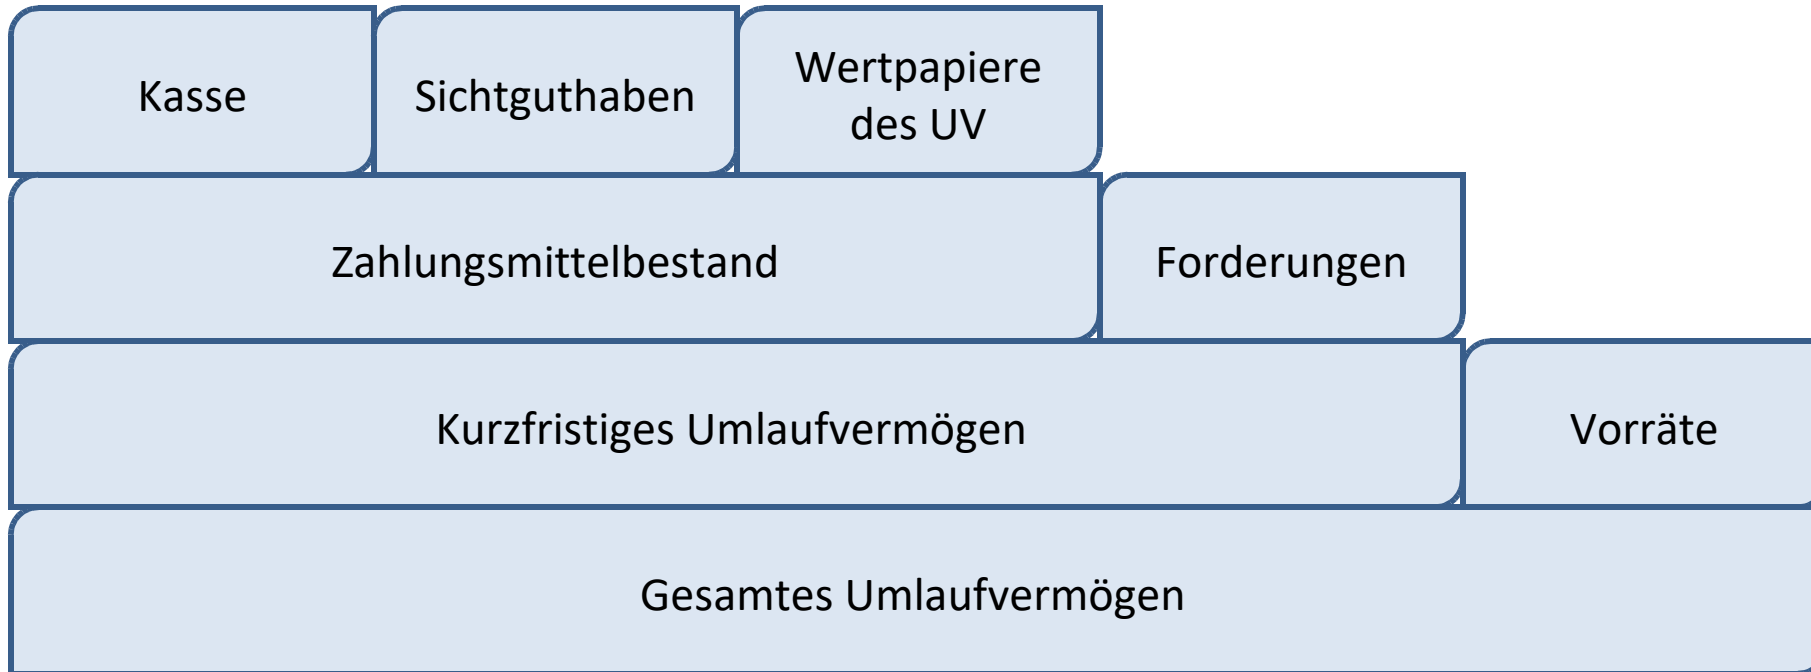 Kasse
Sichtguthaben
Wertpapiere
des UV
Zahlungsmittelbestand
Forderungen
Kurzfristiges Umlaufvermögen
Vorräte
Gesamtes Umlaufvermögen